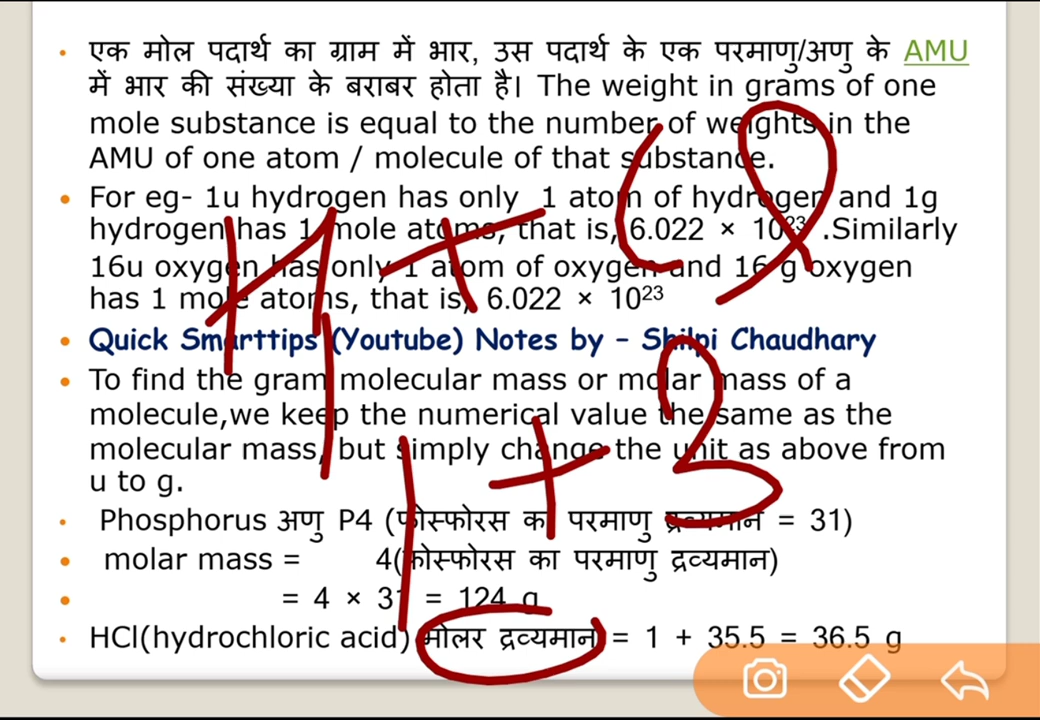 • एक मोल पदार्थ का ग्राम में भार, उस पदार्थ के एक परमाणु/अणु के AMU
में भार की संख्या के बराबर होता है। The weight in grams of one
mole substance is equal to the number of weights in the
AMU of one atom / molecule of that substance.
• For eg- 1u hydrogen has only 1 atom of hydrogen and 1g
hydrogen has 1 mole atoms, that is, 6.022 × 10²³ .Similarly
16u oxygen has only 1 atom of oxygen and 16 g oxygen
has 1 mole atoms, that is, 6.022 × 10²³
• Quick Smarttips (Youtube) Notes by – Shilpi Chaudhary
• To find the gram molecular mass or molar mass of a
molecule,we keep the numerical value the same as the
molecular mass, but simply change the unit as above from
u to g.
• Phosphorus अणु P4 (फोस्फोरस का परमाणु द्रव्यमान = 31)
• molar mass = 4(फोस्फोरस का परमाणु द्रव्यमान)
• = 4 × 31 = 124 g
• HCl(hydrochloric acid) मोलर द्रव्यमान = 1 + 35.5 = 36.5 g
H + Cl
1 + 3